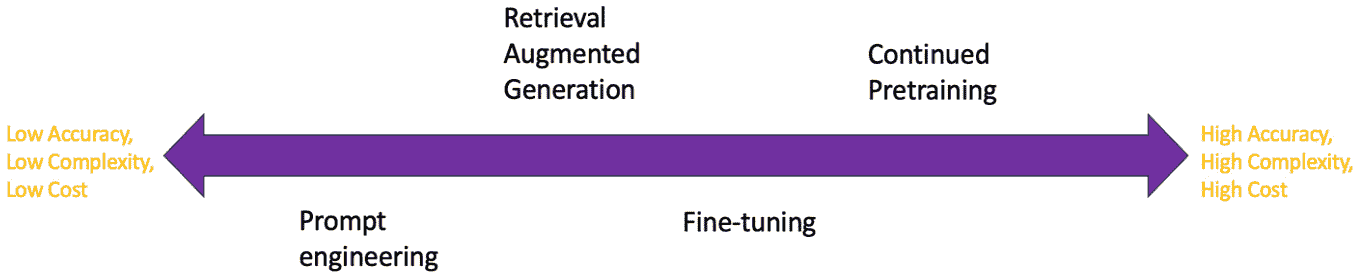 Retrieval
Augmented
Generation
Continued
Pretraining
Low Accuracy,
Low Complexity,
Low Cost
High Accuracy,
High Complexity,
High Cost
Prompt
engineering
Fine-tuning